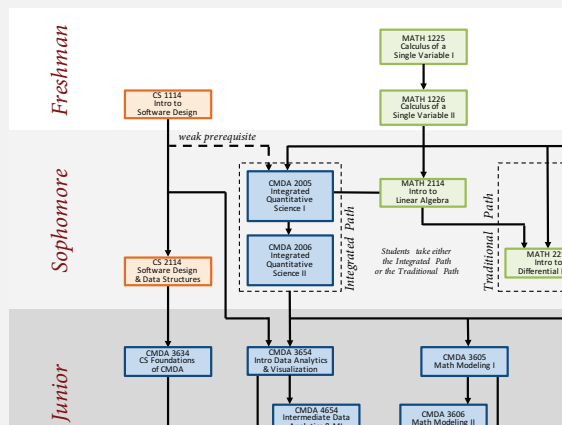 Freshman
MATH 1225
Calculus of a
Single Variable I
CS 1114
Intro to
Software Design
MATH 1226
Calculus of a
Single Variable II
weak prerequisite
Sophomore
CMDA 2005
Integrated
Quantitative
Science I
MATH 2114
Intro to
Linear Algebra
Integrated Path
Traditional Path
CS 2114
Software Design
& Data Structures
CMDA 2006
Integrated
Quantitative
Science II
Students take either
the Integrated Path
or the Traditional Path
MATH
Intro to
Differential
Junior
CMDA 3634
CS Foundations
of CMDA
CMDA 3654
Intro Data Analytics
& Visualization
CMDA 3605
Math Modeling I
CMDA 4654
Intermediate Data
CMDA 3606
Math Modeling II